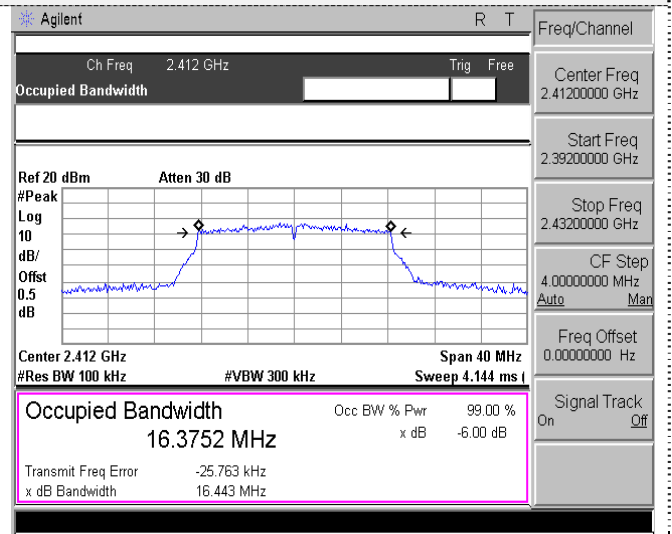 Agilent R T
Freq/Channel
Ch Freq 2.412 GHz Trig Free
Occupied Bandwidth
Center Freq
2.41200000 GHz
Start Freq
2.39200000 GHz
Stop Freq
2.43200000 GHz
CF Step
4.00000000 MHz
Auto Man
Freq Offset
0.00000000 Hz
Signal Track
On Off
Ref 20 dBm Atten 30 dB
#Peak
Log
10
dB/
Offst
0.5
dB
Center 2.412 GHz Span 40 MHz
#Res BW 100 kHz #VBW 300 kHz Sweep 4.144 ms (
Occupied Bandwidth Occ BW % Pwr 99.00 %
16.3752 MHz x dB -6.00 dB
Transmit Freq Error -25.763 kHz
x dB Bandwidth 16.443 MHz